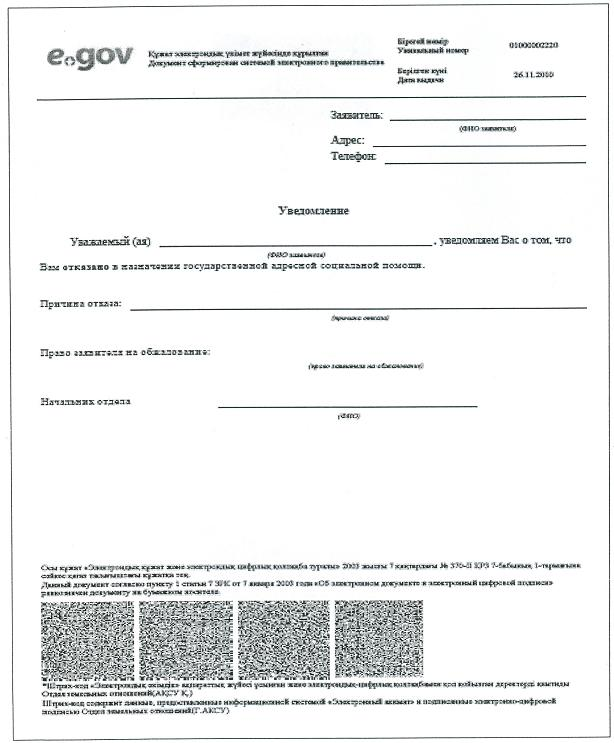 e.gov
Құжат электрондық үкімет жүйесінде құрылған
Документ сформирован системой электронного правительства
Бірегей нөмір
Уникальный номер
01000002220
Берілген күні
Дата выдачи
26.11.2010
Заявитель:
(ФИО заявителя)
Адрес:
Телефон:
Уведомление
Уважаемый (ая) , уведомляем Вас о том, что
(ФИО заявителя)
Вам отказано в назначении государственной адресной социальной помощи.
Причина отказа:
(причина отказа)
Право заявителя на обжалование:
(право заявителя на обжалование)
Начальник отдела
(ФИО)
Осы құжат «Электрондық құжат және электрондық цифрлық қолтаңба туралы» 2003 жылғы 7 қаңтардағы № 370-II ҚРЗ 7-бабының 1-тармағына
сәйкес қағаз тасығыштағы құжатқа тең.
Данный документ согласно пункту 1 статьи 7 ЗРК от 7 января 2003 года «Об электронном документе и электронной цифровой подписи»
равнозначен документу на бумажном носителе.
*Штрих-код «Электрондық әкімдік» ақпараттық жүйесі ұсынған және электрондық-цифрлық қолтаңбамен қол қойылған деректерді қамтиды
Отдел земельных отношений(АҚСУ Қ.)
Штрих-код содержит данные, предоставленные информационной системой «Электронный акимат» и подписанные электронно-цифровой
подписью Отдел земельных отношений(Г.АКСУ)